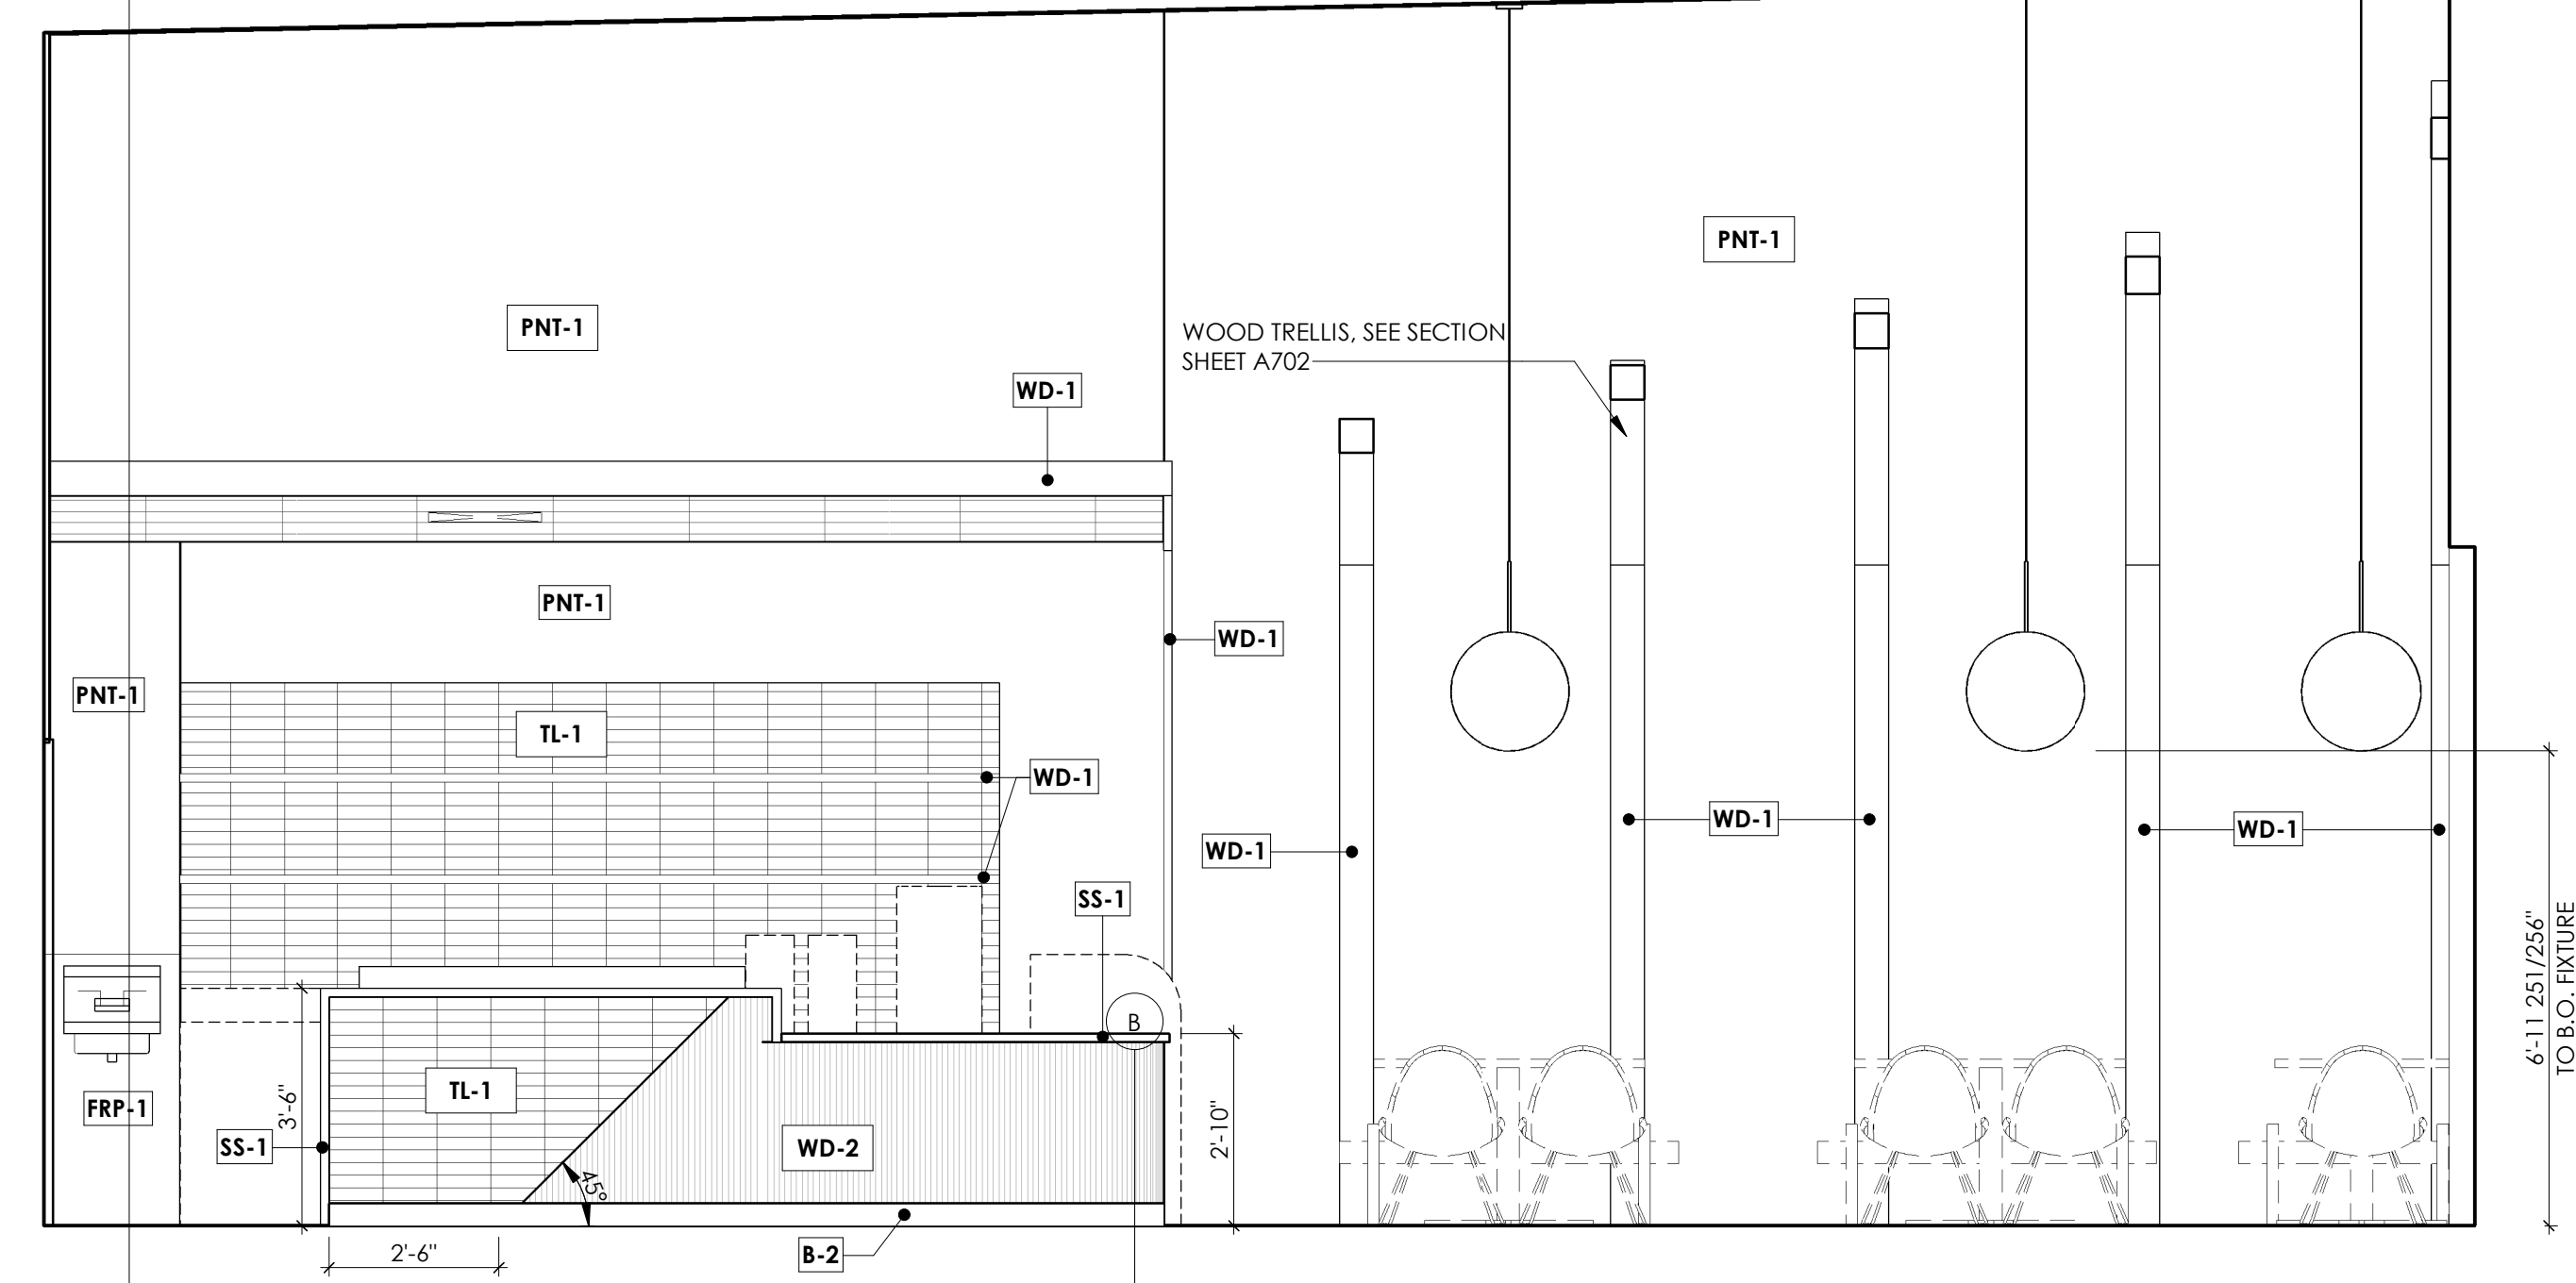 PNT-1
PNT-1
WOOD TRELLIS, SEE SECTION
SHEET A702
WD-1
PNT-1
WD-1
PNT-1
TL-1
WD-1
WD-1
WD-1
WD-1
SS-1
6'-11 251/256"
TO B.O. FIXTURE
B
TL-1
FRP-1
3'-6"
SS-1
WD-2
2'-10"
45°
B-2
2'-6"